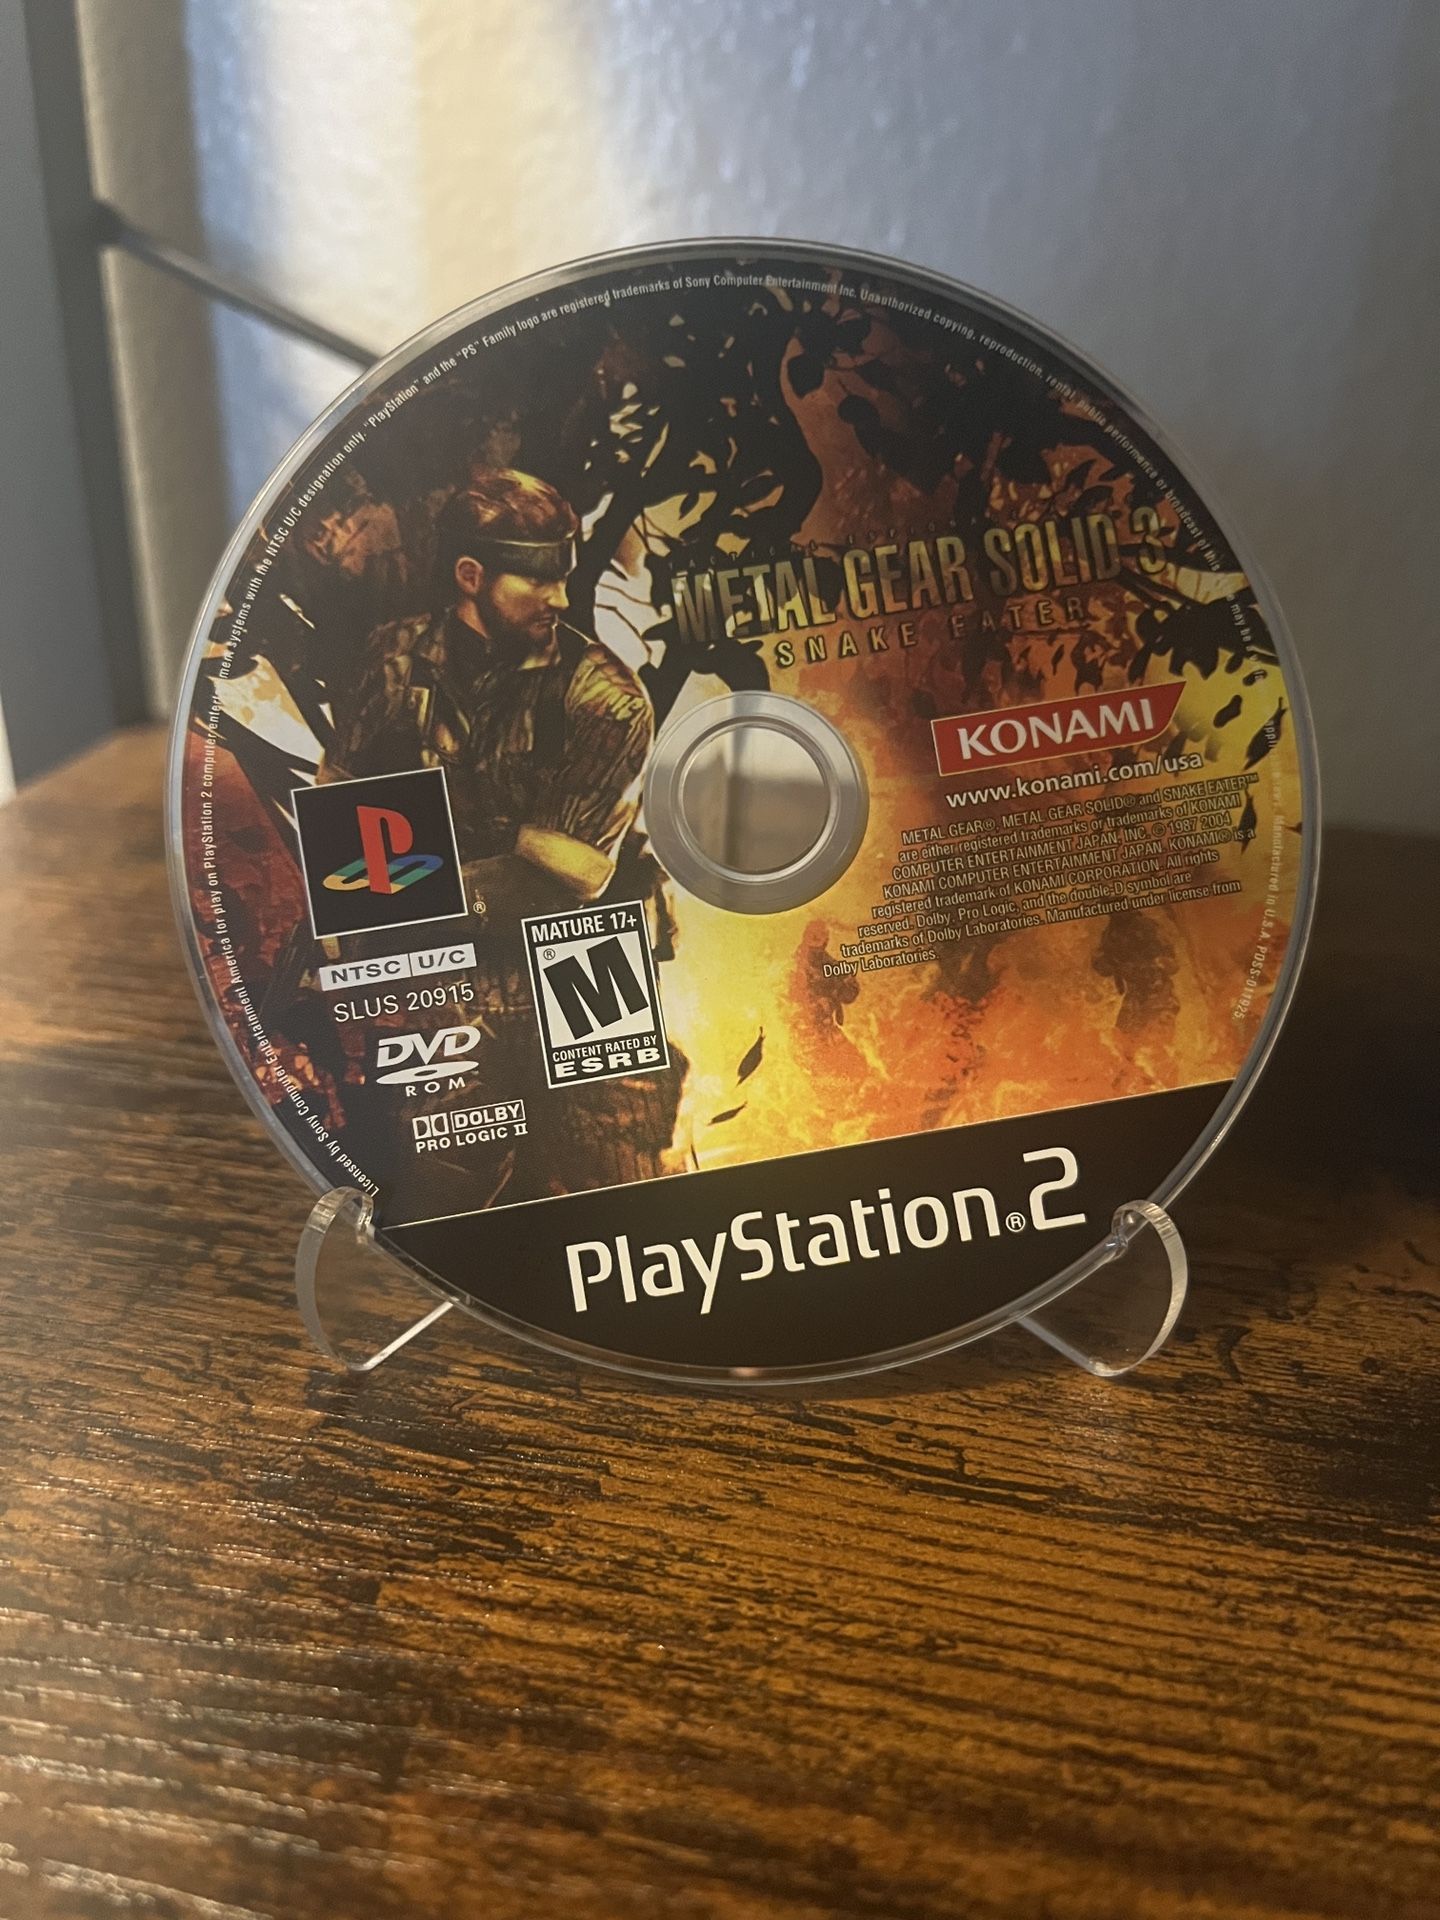 Licensed by Sony Computer Entertainment America for play on PlayStation 2 computer entertainment systems with the NTSC U/C designation only. "PlayStation" and the "PS" Family logo are registered trademarks of Sony Computer Entertainment Inc. Unauthorized copying, reproduction, rental, public performance or broadcast of this may be Manufactured in U.S.A.
TACTICAL ESPIONAGE
METAL GEAR SOLID 3
SNAKE EATER
KONAMI
www.konami.com/usa
METAL GEAR®, METAL GEAR SOLID® and SNAKE EATER™
are either registered trademarks or trademarks of KONAMI
COMPUTER ENTERTAINMENT JAPAN, INC. © 1987 2004
KONAMI COMPUTER ENTERTAINMENT JAPAN. KONAMI® is a
registered trademark of KONAMI CORPORATION. All rights
reserved. Dolby, Pro Logic, and the double-D symbol are
trademarks of Dolby Laboratories. Manufactured under license from
Dolby Laboratories.
®
NTSC U/C
SLUS 20915
DVD
ROM
DOLBY
PRO LOGIC II
MATURE 17+
M
®
CONTENT RATED BY
ESRB
PlayStation®2